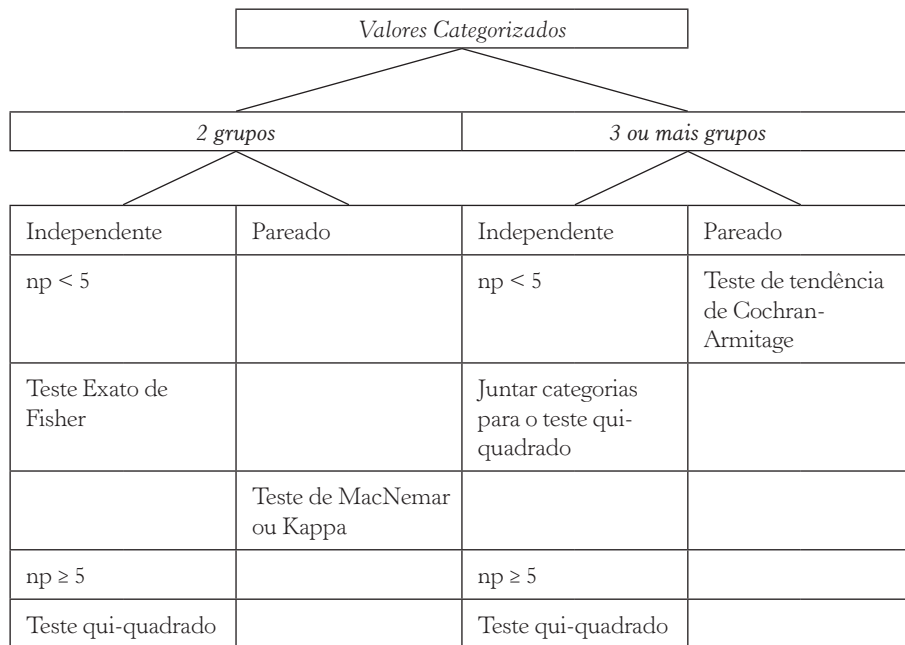 Valores Categorizados
2 grupos
3 ou mais grupos
Independente
Pareado
Independente
Pareado
np < 5
np < 5
Teste de tendência
de Cochran-
Armitage
Teste Exato de
Fisher
Juntar categorias
para o teste qui-
quadrado
Teste de MacNemar
ou Kappa
np ≥ 5
np ≥ 5
Teste qui-quadrado
Teste qui-quadrado